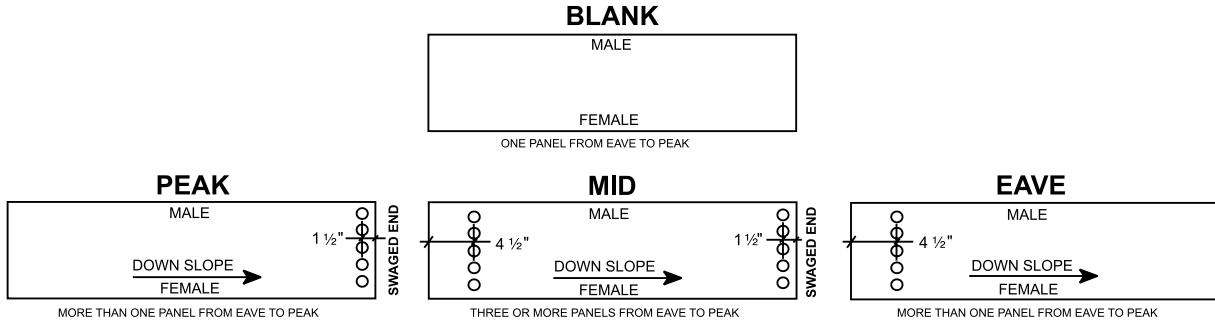 BLANK
MALE
FEMALE
ONE PANEL FROM EAVE TO PEAK
PEAK
MALE
1 ½"
DOWN SLOPE
FEMALE
SWAGED END
MORE THAN ONE PANEL FROM EAVE TO PEAK
MID
MALE
4 ½"
1 ½"
DOWN SLOPE
FEMALE
SWAGED END
THREE OR MORE PANELS FROM EAVE TO PEAK
EAVE
MALE
4 ½"
DOWN SLOPE
FEMALE
MORE THAN ONE PANEL FROM EAVE TO PEAK